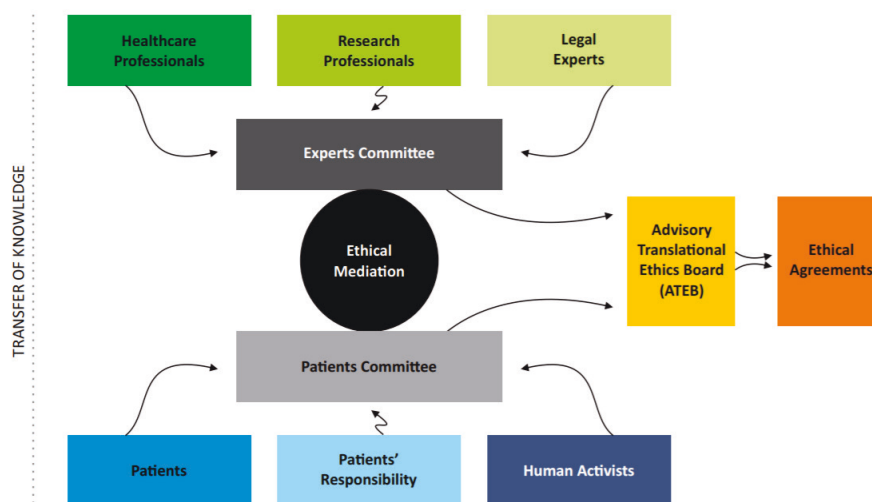 Healthcare
Professionals
Research
Professionals
Legal
Experts
TRANSFER OF KNOWLEDGE
Experts Committee
Ethical
Mediation
Advisory
Translational
Ethics Board
(ATEB)
Ethical
Agreements
Patients Committee
Patients
Patients’
Responsibility
Human Activists